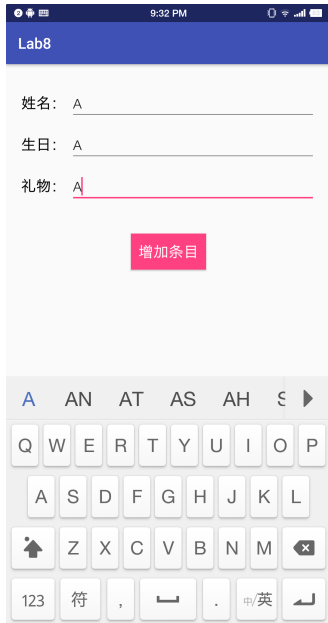 9:32 PM
Lab8
姓名： A
生日： A
礼物： A
增加条目
A AN AT AS AH S
Q W E R T Y U I O P
A S D F G H J K L
Z X C V B N M
123 符 , . 中/英